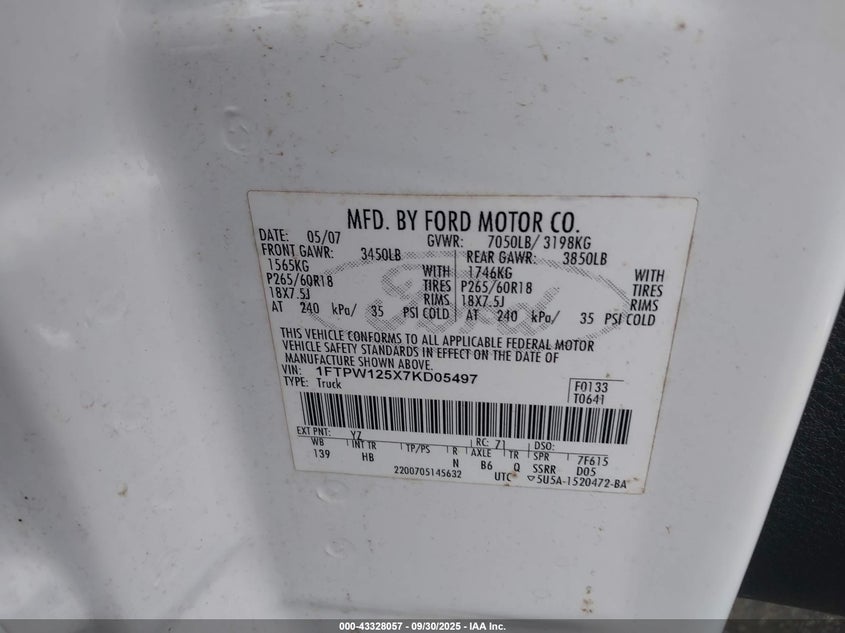 MFD. BY FORD MOTOR CO.
DATE: 05/07 GVWR: 7050LB/ 3198KG
FRONT GAWR: 3450LB REAR GAWR: 3850LB
1565KG WITH 1746KG WITH
P265/60R18 TIRES P265/60R18 TIRES
18X7.5J RIMS 18X7.5J RIMS
AT 240 kPa/ 35 PSI COLD AT 240 kPa/ 35 PSI COLD
Ford
THIS VEHICLE CONFORMS TO ALL APPLICABLE FEDERAL MOTOR
VEHICLE SAFETY STANDARDS IN EFFECT ON THE DATE OF
MANUFACTURE SHOWN ABOVE.
VIN: 1FTPW125X7KD05497
TYPE: Truck
F0133
T0641
EXT PNT: YZ RC: 71 DSO:
WB INT TR TP/PS R AXLE TR SPR 7F615
139 HB N B6 Q SSRR D05
2200705145632 UTC ▽5U5A-1520472-BA
000-43328057 - 09/30/2025 - IAA Inc.